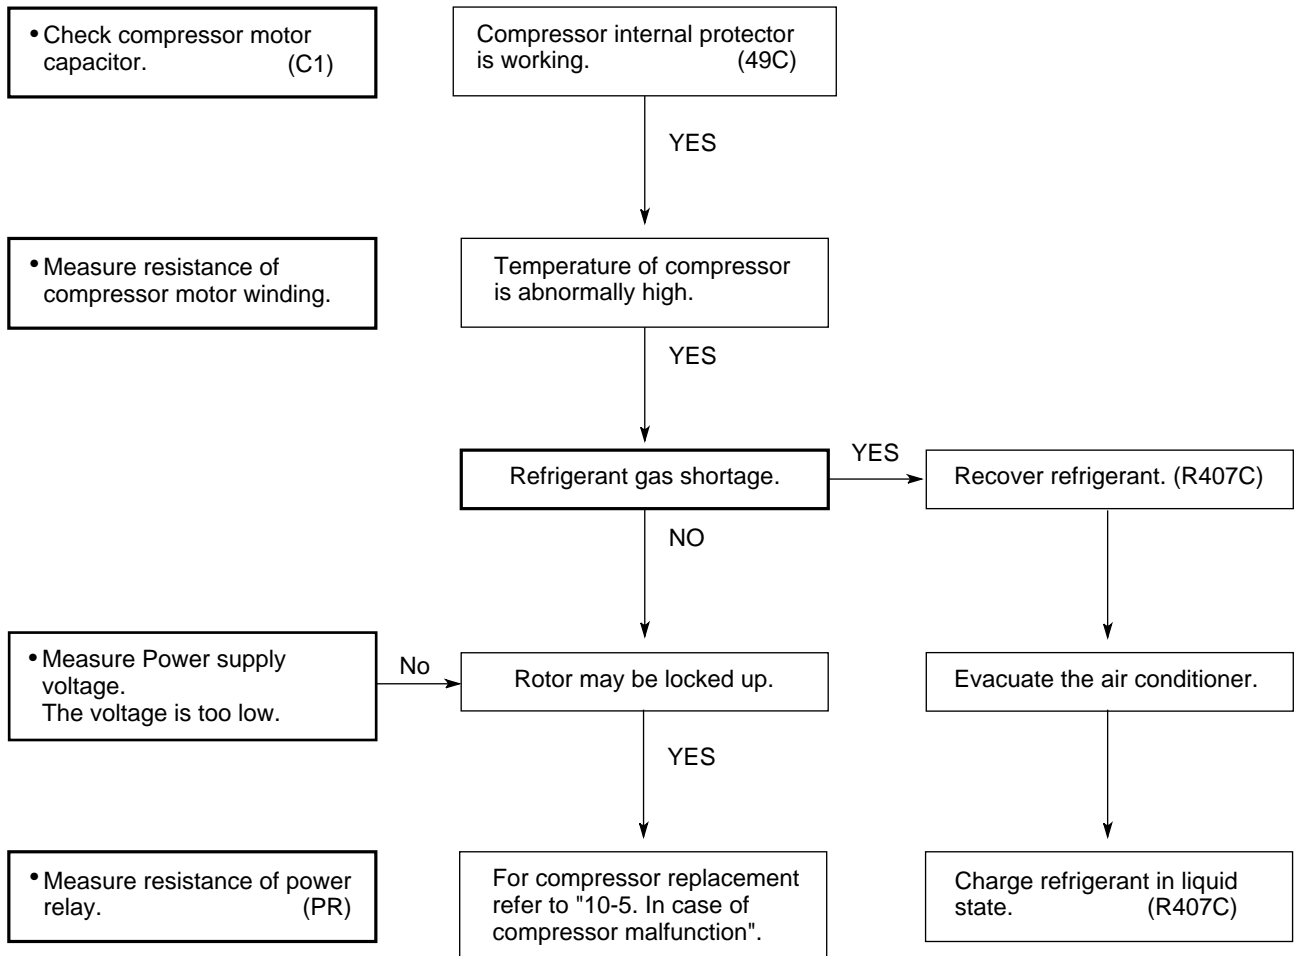 • Check compressor motor
capacitor. (C1)
Compressor internal protector
is working. (49C)
YES
• Measure resistance of
compressor motor winding.
Temperature of compressor
is abnormally high.
YES
Refrigerant gas shortage.
YES
Recover refrigerant. (R407C)
NO
• Measure Power supply
voltage.
The voltage is too low.
No
Rotor may be locked up.
Evacuate the air conditioner.
YES
• Measure resistance of power
relay. (PR)
For compressor replacement
refer to "10-5. In case of
compressor malfunction".
Charge refrigerant in liquid
state. (R407C)